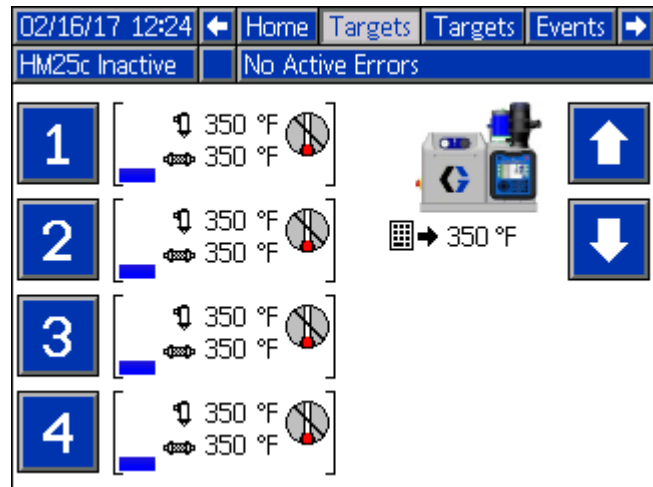 02/16/17 12:24 Home Targets Targets Events
HM25c Inactive No Active Errors
1 350 °F
350 °F
2 350 °F
350 °F
350 °F
3 350 °F
350 °F
4 350 °F
350 °F